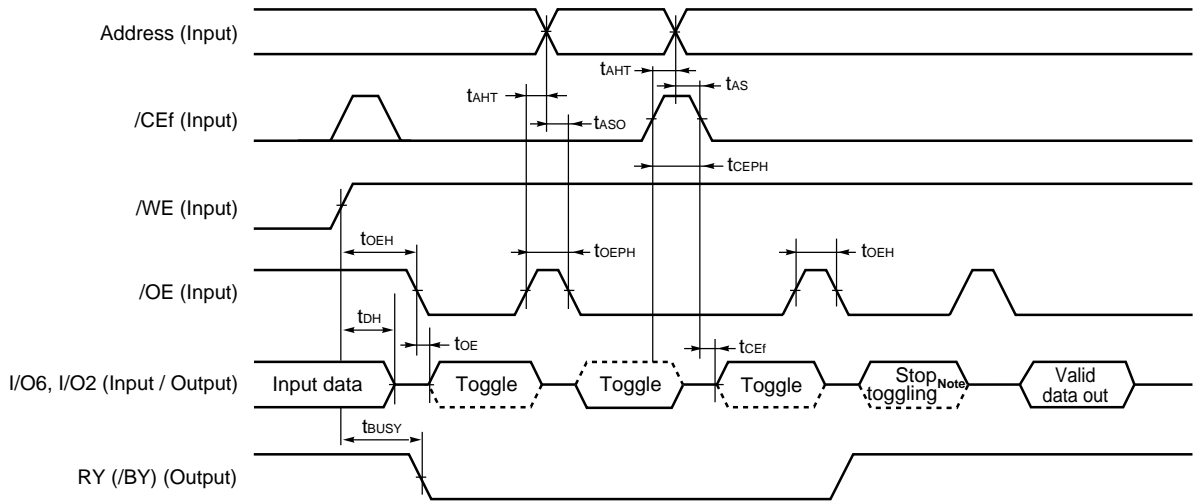 Address (Input)
tAHT
tAS
tAHT
/CEf (Input)
tASO
tCEPH
/WE (Input)
tOEH
tOEPH
tOEH
/OE (Input)
tDH
tOE
tCEf
I/O6, I/O2 (Input / Output)
Input data
Toggle
Toggle
Toggle
Stop Note
toggling
Valid
data out
tBUSY
RY (/BY) (Output)